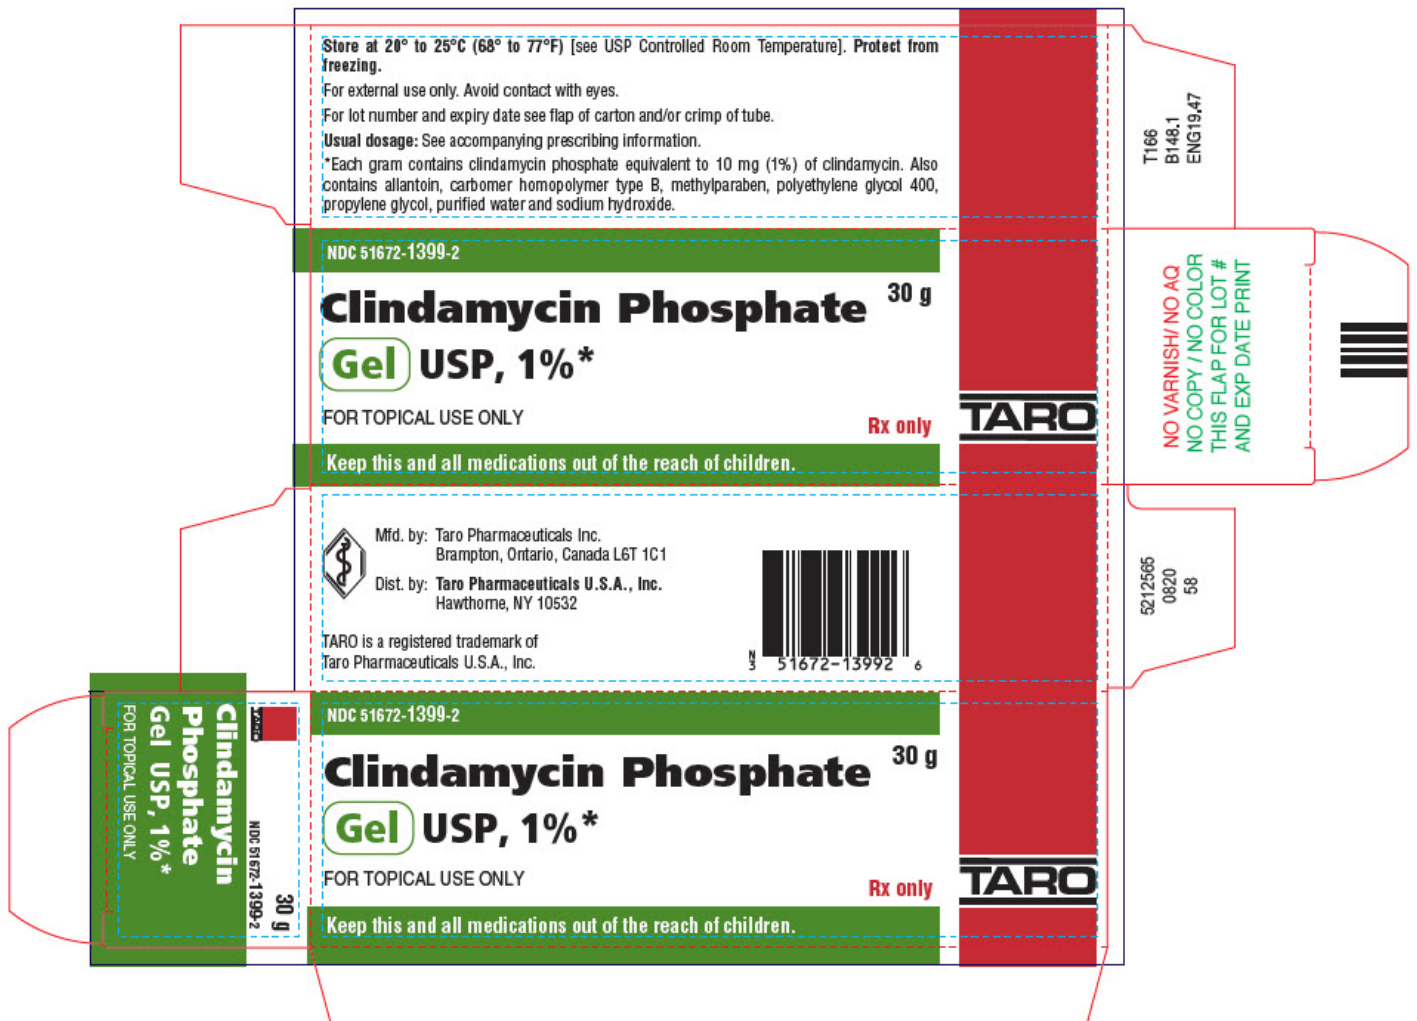 Store at 20° to 25°C (68° to 77°F) [see USP Controlled Room Temperature]. Protect from
freezing.
For external use only. Avoid contact with eyes.
For lot number and expiry date see flap of carton and/or crimp of tube.
Usual dosage: See accompanying prescribing information.
*Each gram contains clindamycin phosphate equivalent to 10 mg (1%) of clindamycin. Also
contains allantoin, carbomer homopolymer type B, methylparaben, polyethylene glycol 400,
propylene glycol, purified water and sodium hydroxide.
T166
B148.1
ENG19.47
NDC 51672-1399-2
Clindamycin Phosphate 30 g
Gel USP, 1%*
FOR TOPICAL USE ONLY
Rx only
TARO
Keep this and all medications out of the reach of children.
NO VARNISH/ NO AQ
NO COPY / NO COLOR
THIS FLAP FOR LOT #
AND EXP DATE PRINT
Mfd. by: Taro Pharmaceuticals Inc.
Brampton, Ontario, Canada L6T 1C1
Dist. by: Taro Pharmaceuticals U.S.A., Inc.
Hawthorne, NY 10532
TARO is a registered trademark of
Taro Pharmaceuticals U.S.A., Inc.
N
3 51672-13992 6
5212565
0820
58
Clindamycin
Phosphate
Gel USP, 1%*
FOR TOPICAL USE ONLY
TARO
NDC 51672-1399-2
30 g
NDC 51672-1399-2
Clindamycin Phosphate 30 g
Gel USP, 1%*
FOR TOPICAL USE ONLY
Rx only
TARO
Keep this and all medications out of the reach of children.